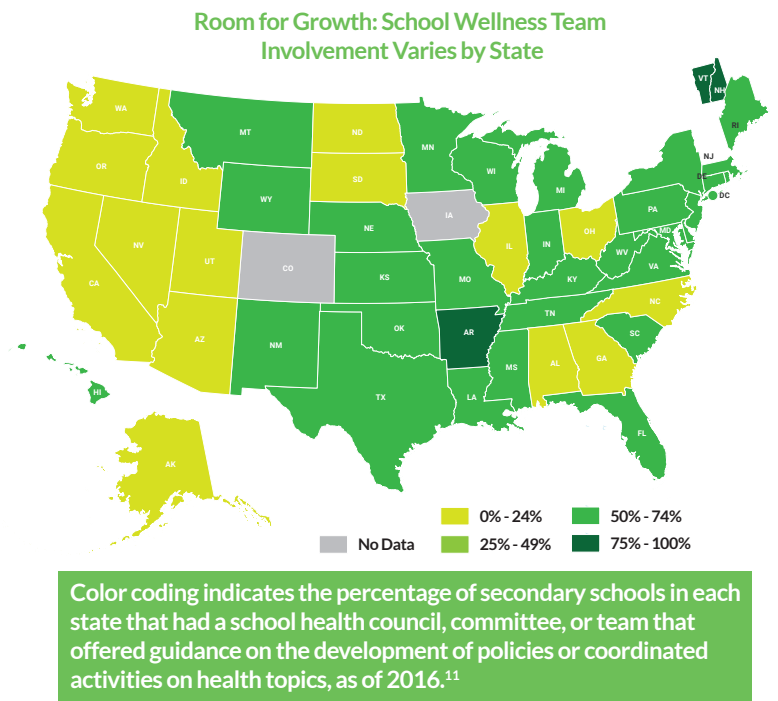 Room for Growth: School Wellness Team
Involvement Varies by State
VT
NH
WA
MT
ND
MN
RI
OR
ID
WY
SD
WI
MI
NJ
DE
DC
IA
NE
PA
NV
UT
CO
IL
IN
OH
MD
CA
KS
MO
WV
VA
KY
AZ
NM
OK
AR
TN
NC
SC
MS
AL
GA
HI
TX
LA
FL
AK
0% - 24%
50% - 74%
No Data
25% - 49%
75% - 100%
Color coding indicates the percentage of secondary schools in each
state that had a school health council, committee, or team that
offered guidance on the development of policies or coordinated
activities on health topics, as of 2016.11